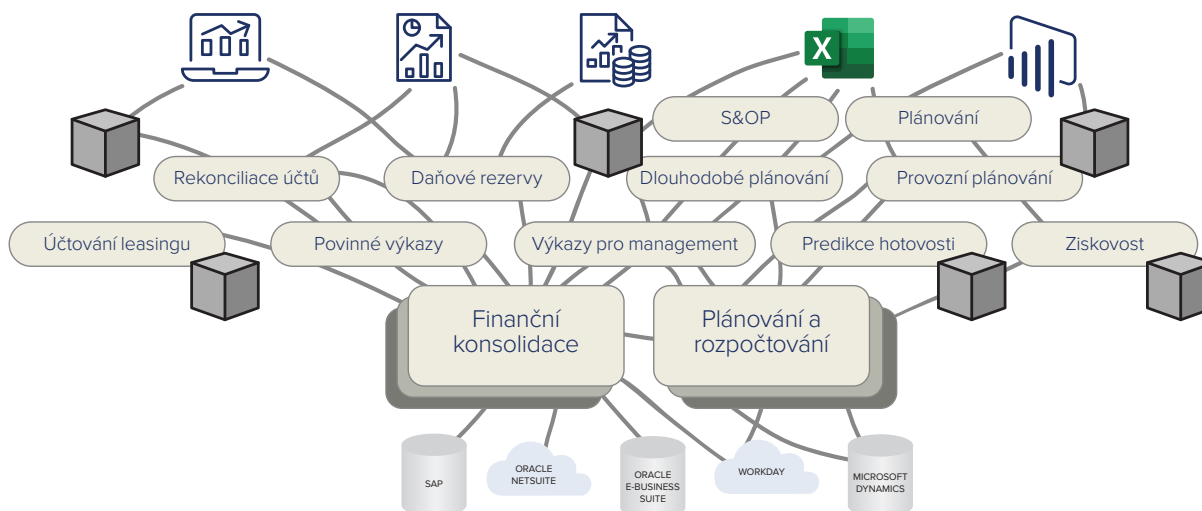 X
S&OP
Plánování
Rekonciliace účtů
Daňové rezervy
Dlouhodobé plánování
Provozní plánování
Účtování leasingu
Povinné výkazy
Výkazy pro management
Predikce hotovosti
Ziskovost
Finanční
konsolidace
Plánování a
rozpočtování
SAP
ORACLE
NETSUITE
ORACLE
E-BUSINESS
SUITE
WORKDAY
MICROSOFT
DYNAMICS